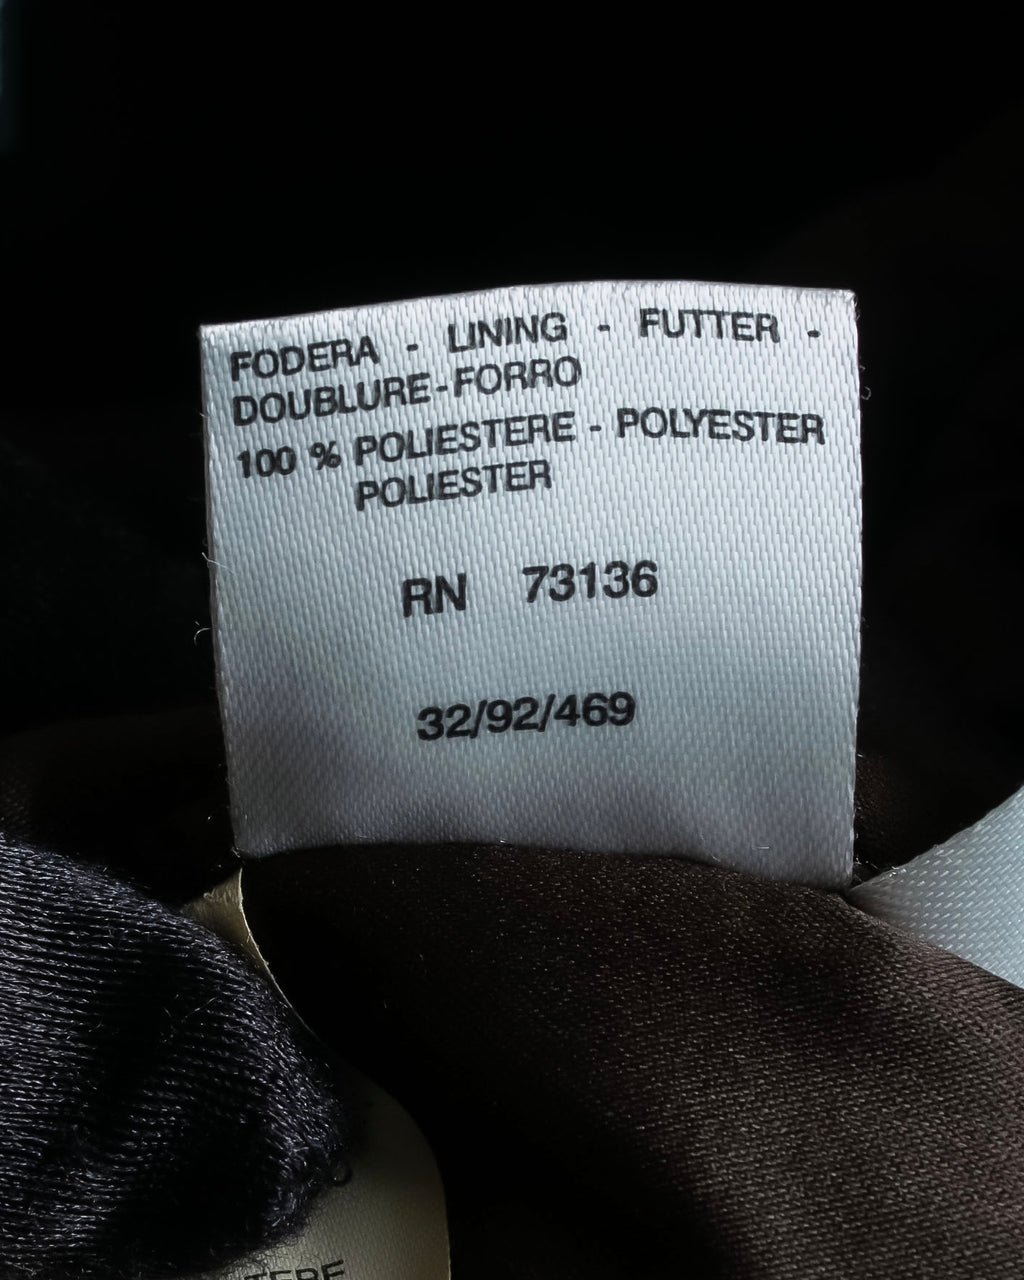 FODERA - LINING - FUTTER -
DOUBLURE-FORRO
100 % POLIESTERE - POLYESTER
POLIESTER
RN 73136
32/92/469